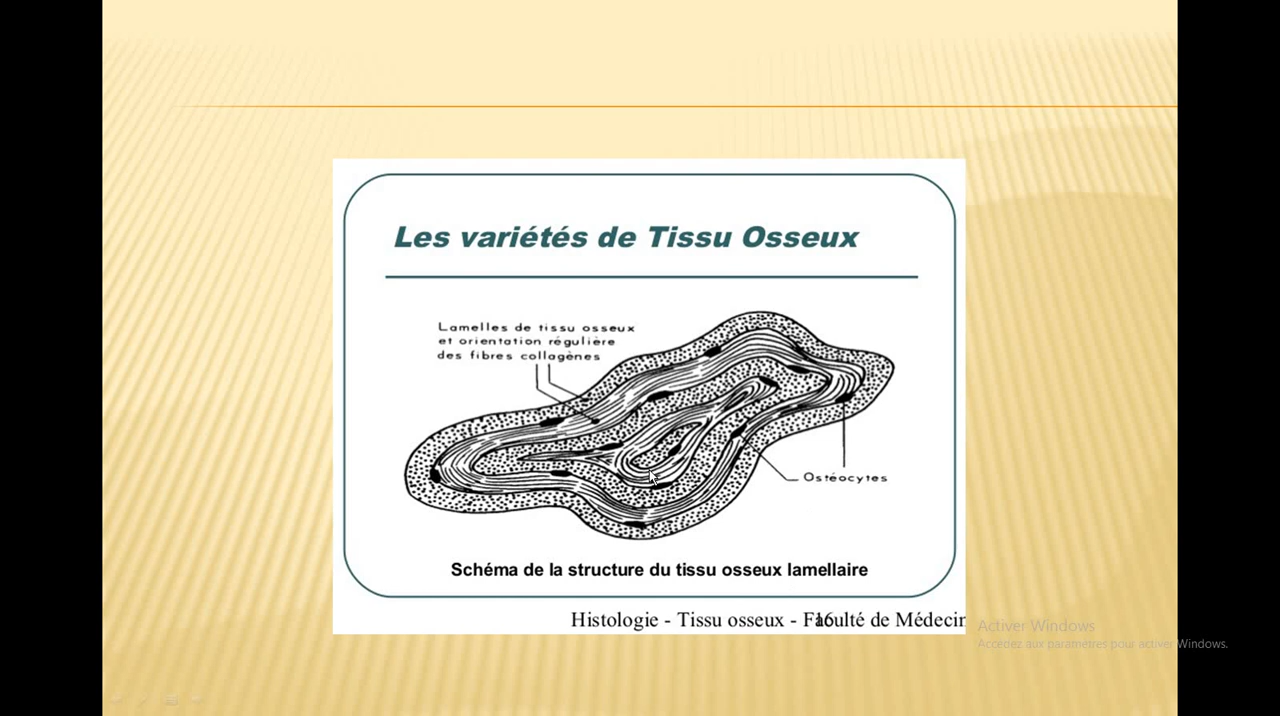 Les variétés de Tissu Osseux
Lamelles de tissu osseux
et orientation régulière
des fibres collagènes
Ostéocytes
Schéma de la structure du tissu osseux lamellaire
Histologie - Tissu osseux - Faculté de Médecin
16
Activer Windows
Accédez aux paramètres pour activer Windows.